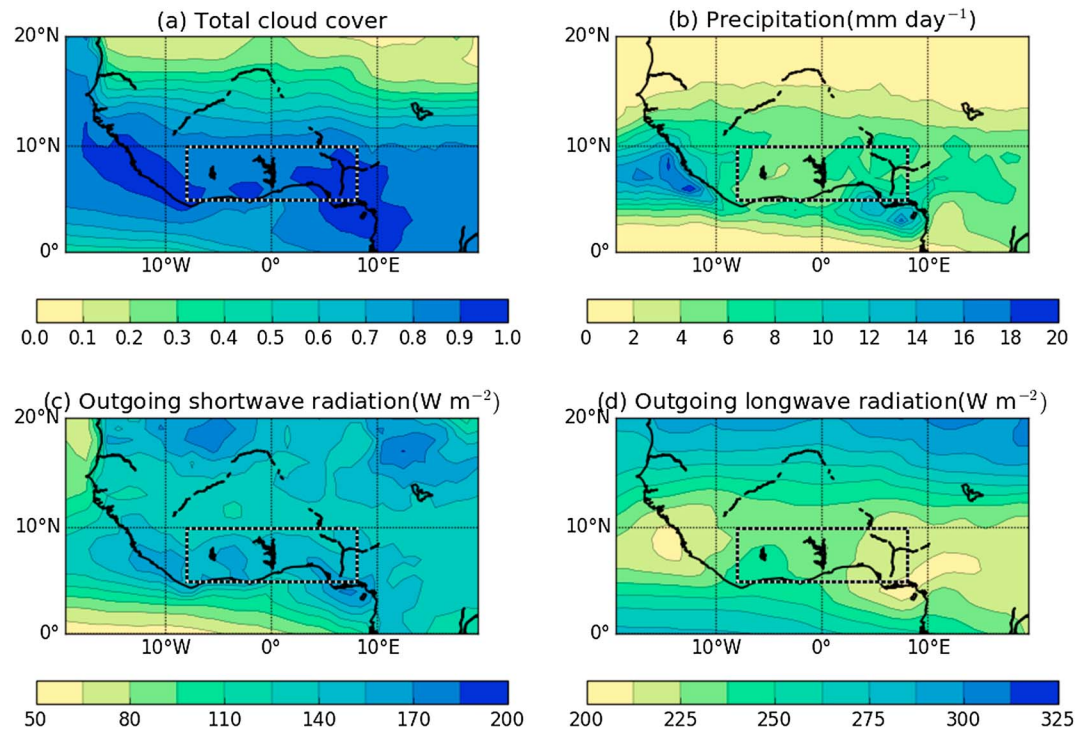 (a) Total cloud cover
20°N
10°N
0°
10°W 0° 10°E
0.0 0.1 0.2 0.3 0.4 0.5 0.6 0.7 0.8 0.9 1.0
(b) Precipitation(mm day⁻¹)
20°N
10°N
0°
10°W 0° 10°E
0 2 4 6 8 10 12 14 16 18 20
(c) Outgoing shortwave radiation(W m⁻²)
20°N
10°N
0°
10°W 0° 10°E
50 80 110 140 170 200
(d) Outgoing longwave radiation(W m⁻²)
20°N
10°N
0°
10°W 0° 10°E
200 225 250 275 300 325